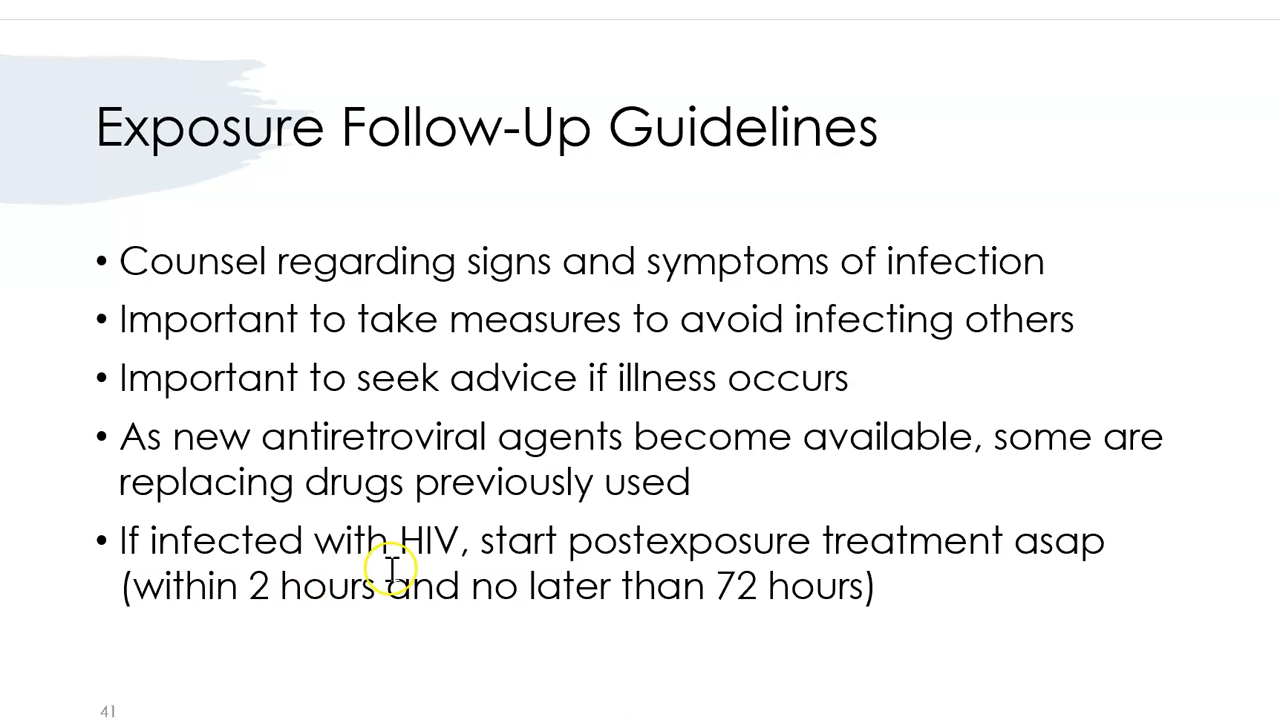 Exposure Follow-Up Guidelines
• Counsel regarding signs and symptoms of infection
• Important to take measures to avoid infecting others
• Important to seek advice if illness occurs
• As new antiretroviral agents become available, some are
replacing drugs previously used
• If infected with HIV, start postexposure treatment asap
(within 2 hours and no later than 72 hours)
41